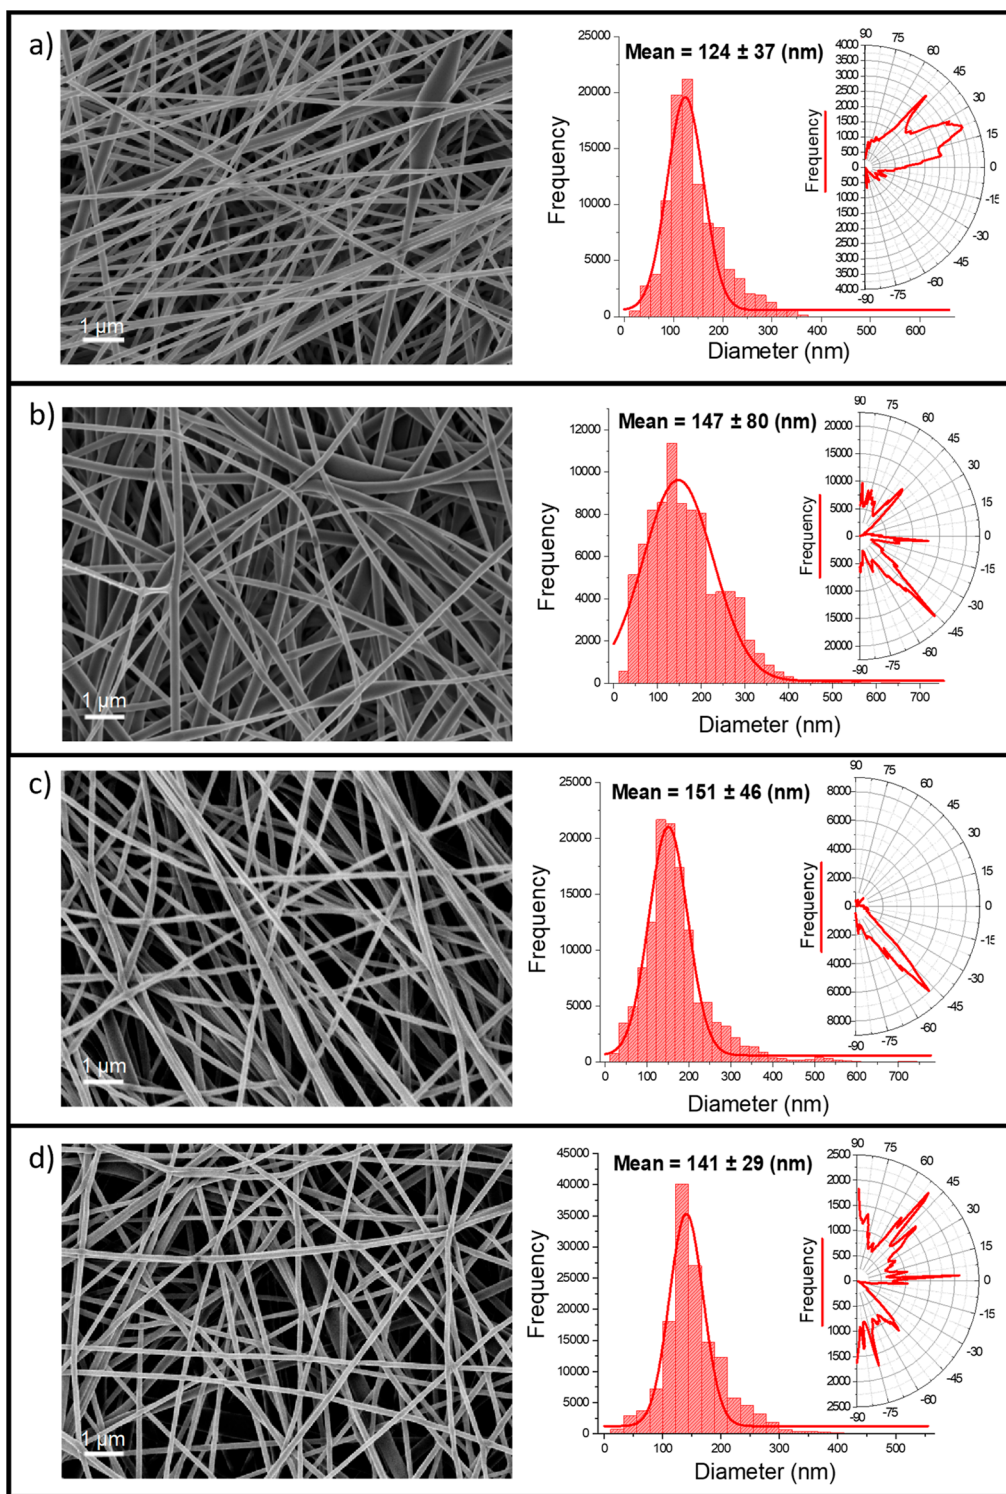 a)
1 µm
Mean = 124 ± 37 (nm)
25000
20000
15000
10000
5000
0
Frequency
0 100 200 300 400 500 600
Diameter (nm)
90 75 60 45 30 15 0 -15 -30 -45 -60 -75 -90
4000
3500
3000
2500
2000
1500
1000
500
0
500
1000
1500
2000
2500
3000
3500
4000
Frequency
b)
1 µm
Mean = 147 ± 80 (nm)
12000
10000
8000
6000
4000
2000
0
Frequency
0 100 200 300 400 500 600 700
Diameter (nm)
90 75 60 45 30 15 0 -15 -30 -45 -60 -75 -90
20000
15000
10000
5000
0
5000
10000
15000
20000
Frequency
c)
1 µm
Mean = 151 ± 46 (nm)
25000
20000
15000
10000
5000
0
Frequency
0 100 200 300 400 500 600 700
Diameter (nm)
90 75 60 45 30 15 0 -15 -30 -45 -60 -75 -90
8000
6000
4000
2000
0
2000
4000
6000
8000
Frequency
d)
1 µm
Mean = 141 ± 29 (nm)
45000
40000
35000
30000
25000
20000
15000
10000
5000
0
Frequency
0 100 200 300 400 500
Diameter (nm)
90 75 60 45 30 15 0 -15 -30 -45 -60 -75 -90
2500
2000
1500
1000
500
0
500
1000
1500
2000
2500
Frequency